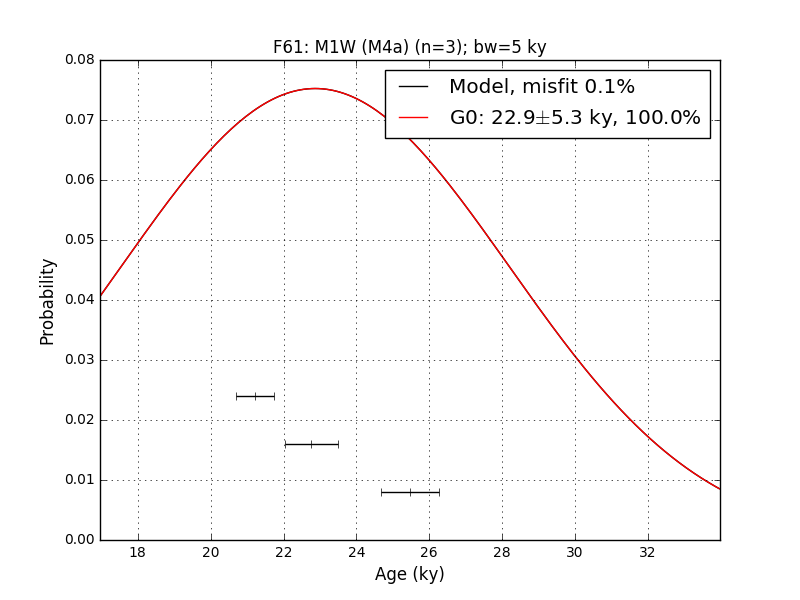 F61: M1W (M4a) (n=3); bw=5 ky
Model, misfit 0.1%
G0: 22.9±5.3 ky, 100.0%
0.08
0.07
0.06
0.05
0.04
0.03
0.02
0.01
0.00
Probability
18 20 22 24 26 28 30 32
Age (ky)